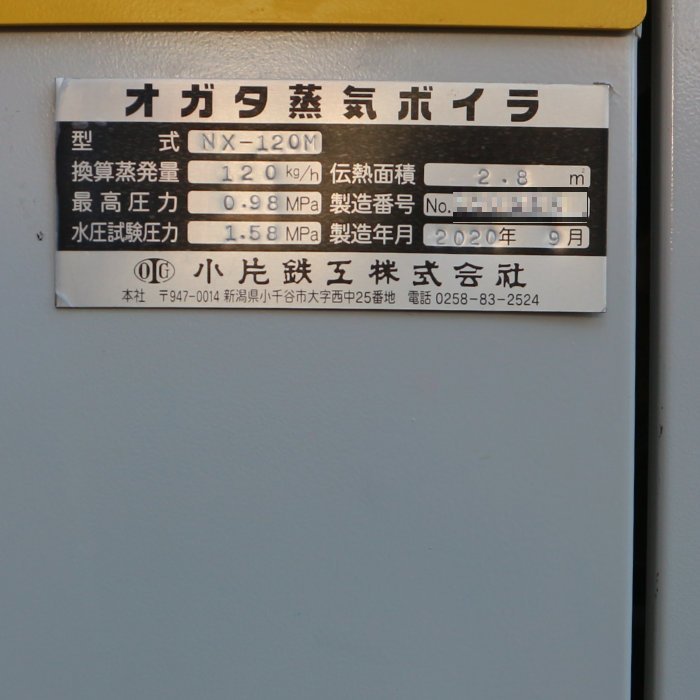 オガタ蒸気ボイラ
型 式 NX-120M
換算蒸発量 120 kg/h 伝熱面積 2.8 ㎡
最高圧力 0.98 MPa 製造番号 No.
水圧試験圧力 1.58 MPa 製造年月 2020年 9月
OTG 小片鉄工株式会社
本社 〒947-0014 新潟県小千谷市大字西中25番地 電話 0258-83-2524